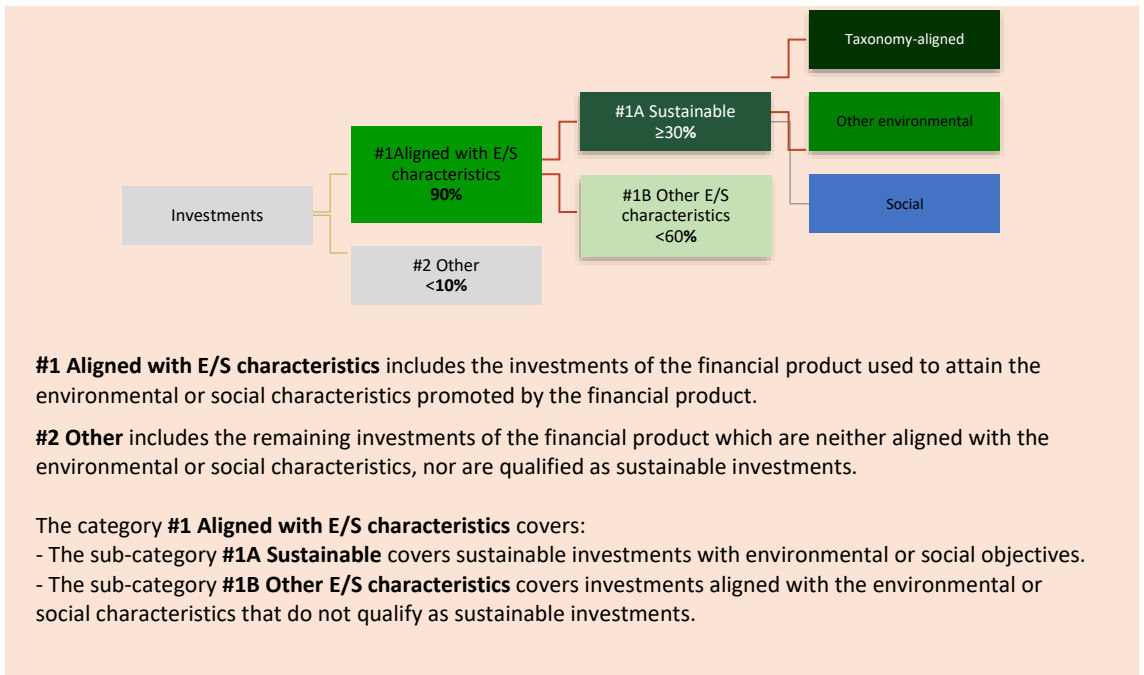 Taxonomy-aligned
#1A Sustainable
≥30%
Other environmental
#1Aligned with E/S
characteristics
90%
#1B Other E/S
characteristics
<60%
Investments
Social
#2 Other
<10%
#1 Aligned with E/S characteristics includes the investments of the financial product used to attain the
environmental or social characteristics promoted by the financial product.
#2 Other includes the remaining investments of the financial product which are neither aligned with the
environmental or social characteristics, nor are qualified as sustainable investments.
The category #1 Aligned with E/S characteristics covers:
- The sub-category #1A Sustainable covers sustainable investments with environmental or social objectives.
- The sub-category #1B Other E/S characteristics covers investments aligned with the environmental or
social characteristics that do not qualify as sustainable investments.